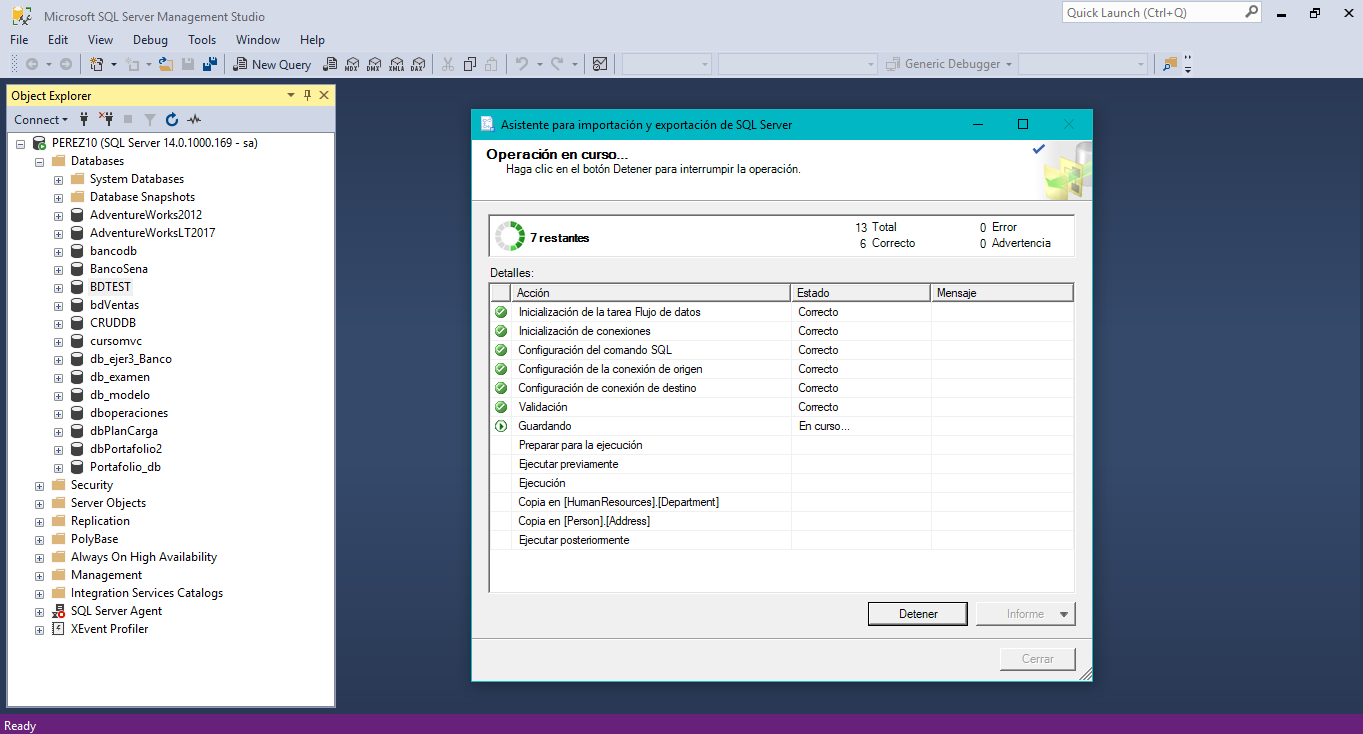 Microsoft SQL Server Management Studio
Quick Launch (Ctrl+Q)
File Edit View Debug Tools Window Help
New Query MDX DMX XMLA DAX Generic Debugger
Object Explorer
Connect
PEREZ10 (SQL Server 14.0.1000.169 - sa)
Databases
System Databases
Database Snapshots
AdventureWorks2012
AdventureWorksLT2017
bancodb
BancoSena
BDTEST
bdVentas
CRUDDB
cursomvc
db_ejer3_Banco
db_examen
db_modelo
dboperaciones
dbPlanCarga
dbPortafolio2
Portafolio_db
Security
Server Objects
Replication
PolyBase
Always On High Availability
Management
Integration Services Catalogs
SQL Server Agent
XEvent Profiler
Asistente para importación y exportación de SQL Server
Operación en curso...
Haga clic en el botón Detener para interrumpir la operación.
7 restantes
13 Total 0 Error
6 Correcto 0 Advertencia
Detalles:
Acción Estado Mensaje
Inicialización de la tarea Flujo de datos Correcto
Inicialización de conexiones Correcto
Configuración del comando SQL Correcto
Configuración de la conexión de origen Correcto
Configuración de conexión de destino Correcto
Validación Correcto
Guardando En curso...
Preparar para la ejecución
Ejecutar previamente
Ejecución
Copia en [HumanResources].[Department]
Copia en [Person].[Address]
Ejecutar posteriormente
Detener Informe
Cerrar
Ready